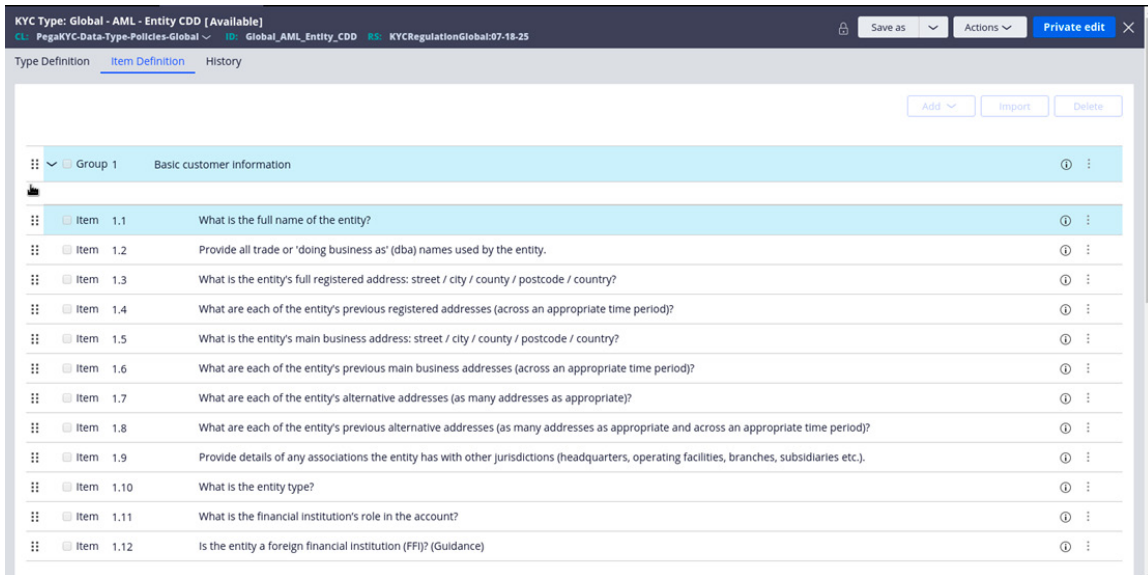 KYC Type: Global - AML - Entity CDD [Available]
CL: PegaKYC-Data-Type-Policies-Global ID: Global_AML_Entity_CDD RS: KYCRegulationGlobal:07-18-25
Save as Actions Private edit
Type Definition Item Definition History
Add Import Delete
Group 1 Basic customer information
Item 1.1 What is the full name of the entity?
Item 1.2 Provide all trade or 'doing business as' (dba) names used by the entity.
Item 1.3 What is the entity's full registered address: street / city / county / postcode / country?
Item 1.4 What are each of the entity's previous registered addresses (across an appropriate time period)?
Item 1.5 What is the entity's main business address: street / city / county / postcode / country?
Item 1.6 What are each of the entity's previous main business addresses (across an appropriate time period)?
Item 1.7 What are each of the entity's alternative addresses (as many addresses as appropriate)?
Item 1.8 What are each of the entity's previous alternative addresses (as many addresses as appropriate and across an appropriate time period)?
Item 1.9 Provide details of any associations the entity has with other jurisdictions (headquarters, operating facilities, branches, subsidiaries etc.).
Item 1.10 What is the entity type?
Item 1.11 What is the financial institution's role in the account?
Item 1.12 Is the entity a foreign financial institution (FFI)? (Guidance)